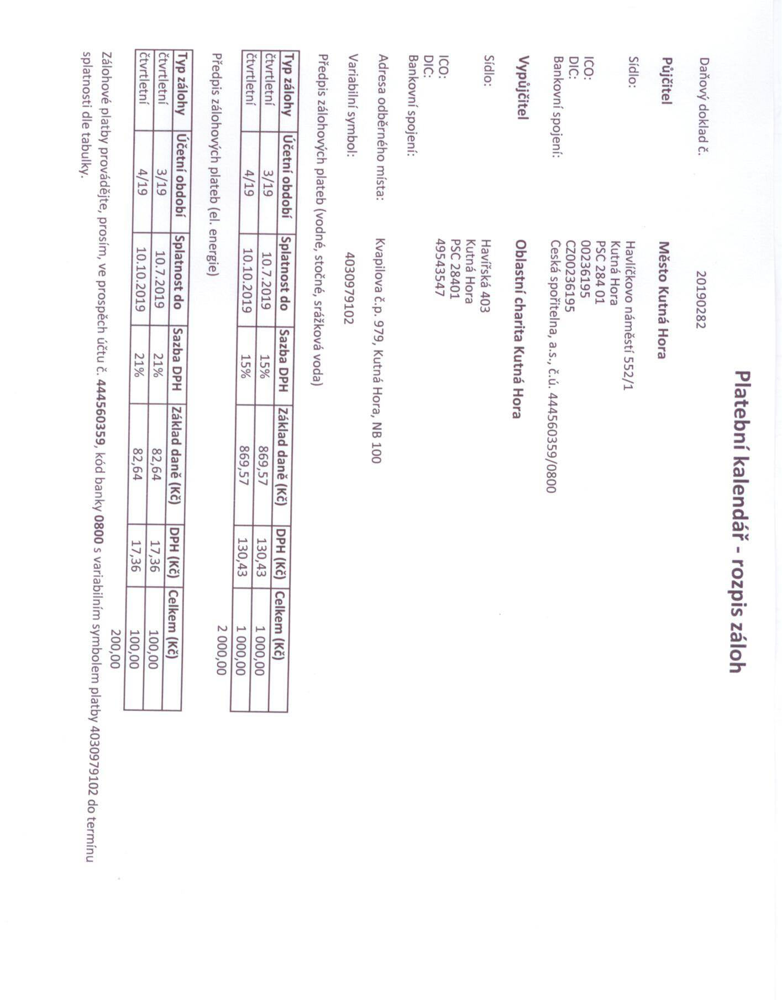 Platební kalendář - rozpis záloh
Daňový doklad č. 20190282
Půjčitel Město Kutná Hora
Sídlo: Havlíčkovo náměstí 552/1
Kutná Hora
PSC 284 01
ICO: 00236195
DIC: CZ00236195
Bankovní spojení: Ceská spořitelna, a.s., č.ú. 444560359/0800
Vypůjčitel Oblastní charita Kutná Hora
Sídlo: Havířská 403
Kutná Hora
PSC 28401
ICO: 49543547
DIC:
Bankovní spojení:
Adresa odběrného místa: Kvapilova č.p. 979, Kutná Hora, NB 100
Variabilní symbol: 4030979102
Předpis zálohových plateb (vodné, stočné, srážková voda)
Typ zálohy Účetní období Splatnost do Sazba DPH Základ daně (Kč) DPH (Kč) Celkem (Kč)
čtvrtletní 3/19 10.7.2019 15% 869,57 130,43 1 000,00
čtvrtletní 4/19 10.10.2019 15% 869,57 130,43 1 000,00
2 000,00
Předpis zálohových plateb (el. energie)
Typ zálohy Účetní období Splatnost do Sazba DPH Základ daně (Kč) DPH (Kč) Celkem (Kč)
čtvrtletní 3/19 10.7.2019 21% 82,64 17,36 100,00
čtvrtletní 4/19 10.10.2019 21% 82,64 17,36 100,00
200,00
Zálohové platby provádějte, prosím, ve prospěch účtu č. 444560359, kód banky 0800 s variabilním symbolem platby 4030979102 do termínu
splatnosti dle tabulky.